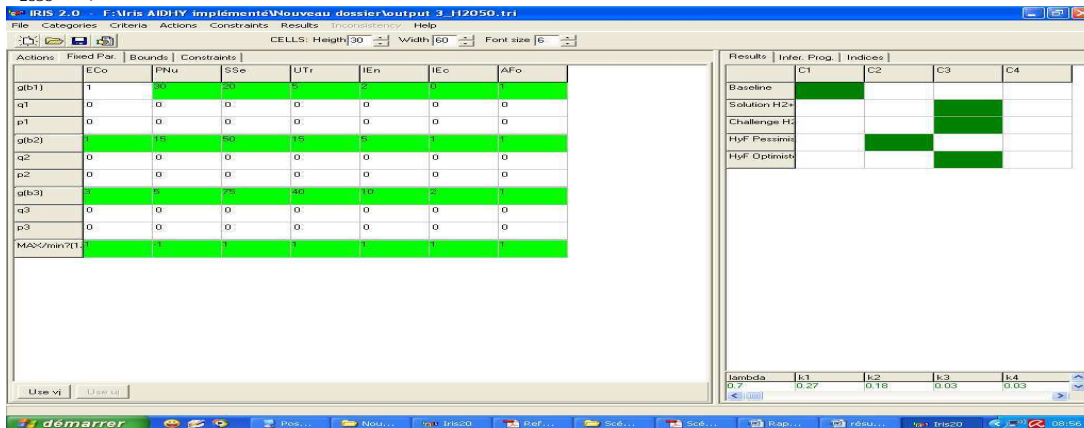 IRIS 2.0 - F:\Iris AIDHY implémenté\Nouveau dossier\output 3_H2050.tri
File Categories Criteria Actions Constraints Results Inconsistency Help
CELLS: Heigth 30 Width 60 Font size 6
Actions Fixed Par. Bounds Constraints
ECo PNu SSe UTr IEn IEc AFo
g(b1) 1 30 20 5 2 0 1
q1 0 0 0 0 0 0 0
p1 0 0 0 0 0 0 0
g(b2) 1 15 50 15 5 1 1
q2 0 0 0 0 0 0 0
p2 0 0 0 0 0 0 0
g(b3) 3 5 75 40 10 2 1
q3 0 0 0 0 0 0 0
p3 0 0 0 0 0 0 0
MAX/min?(1. 1 -1 1 1 1 1 1
Use vj Use uj
Results Infer. Prog. Indices
C1 C2 C3 C4
Baseline
Solution H2+
Challenge H2
HyF Pessimis
HyF Optimist
lambda k1 k2 k3 k4
0.7 0.27 0.18 0.03 0.03
démarrer Pos... Nou... Iris20 Ref... Scé... Scé... Rap... résu... Iris20 08:56